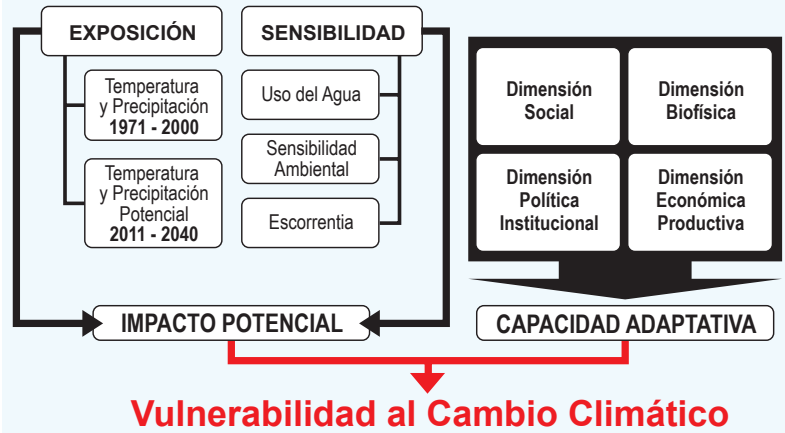 EXPOSICIÓN
Temperatura
y Precipitación
1971 - 2000
Temperatura
y Precipitación
Potencial
2011 - 2040
SENSIBILIDAD
Uso del Agua
Sensibilidad
Ambiental
Escorrentia
Dimensión
Social
Dimensión
Biofísica
Dimensión
Política
Institucional
Dimensión
Económica
Productiva
IMPACTO POTENCIAL
CAPACIDAD ADAPTATIVA
Vulnerabilidad al Cambio Climático